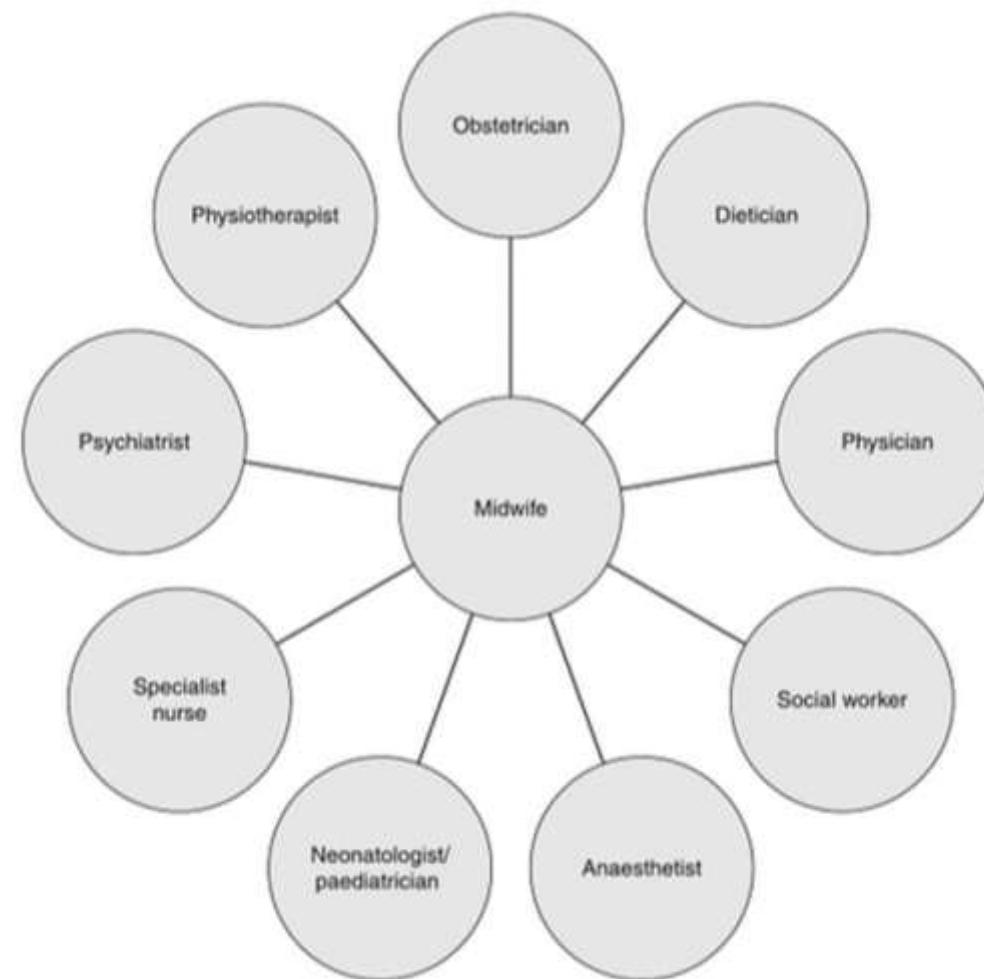 Obstetrician
Physiotherapist
Dietician
Psychiatrist
Physician
Midwife
Specialist
nurse
Social worker
Neonatologist/
paediatrician
Anaesthetist